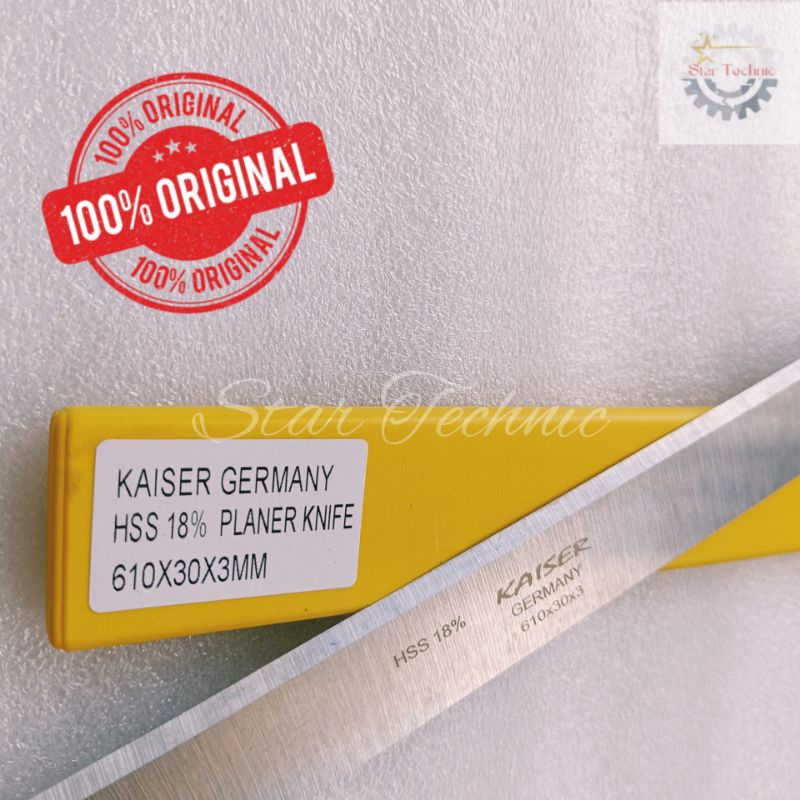 Star Technic
100% ORIGINAL
100% ORIGINAL
100% ORIGINAL
Star Technic
KAISER GERMANY
HSS 18% PLANER KNIFE
610X30X3MM
HSS 18%
KAISER
GERMANY
610x30x3